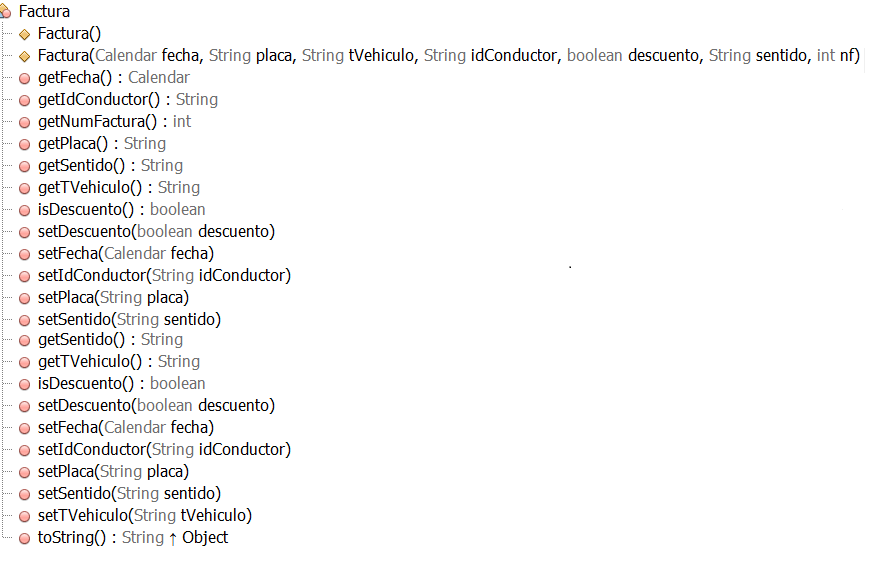 Factura
Factura()
Factura(Calendar fecha, String placa, String tVehiculo, String idConductor, boolean descuento, String sentido, int nf)
getFecha() : Calendar
getIdConductor() : String
getNumFactura() : int
getPlaca() : String
getSentido() : String
getTVehiculo() : String
isDescuento() : boolean
setDescuento(boolean descuento)
setFecha(Calendar fecha)
setIdConductor(String idConductor)
setPlaca(String placa)
setSentido(String sentido)
getSentido() : String
getTVehiculo() : String
isDescuento() : boolean
setDescuento(boolean descuento)
setFecha(Calendar fecha)
setIdConductor(String idConductor)
setPlaca(String placa)
setSentido(String sentido)
setTVehiculo(String tVehiculo)
toString() : String ↑ Object